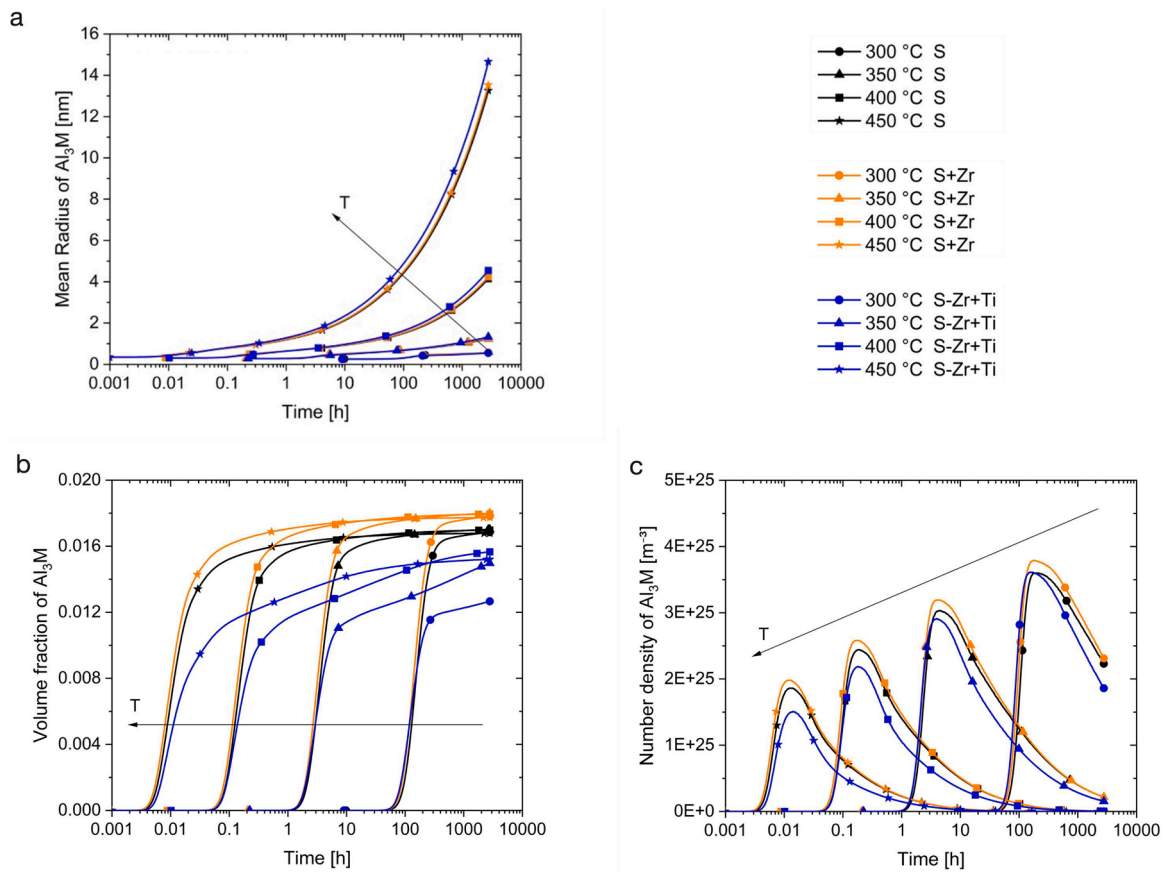 a
16
14
12
10
8
6
4
2
0
Mean Radius of Al₃M [nm]
T
0.001 0.01 0.1 1 10 100 1000 10000
Time [h]
300 °C S
350 °C S
400 °C S
450 °C S
300 °C S+Zr
350 °C S+Zr
400 °C S+Zr
450 °C S+Zr
300 °C S-Zr+Ti
350 °C S-Zr+Ti
400 °C S-Zr+Ti
450 °C S-Zr+Ti
b
0.020
0.016
0.012
0.008
0.004
0.000
Volume fraction of Al₃M
T
0.001 0.01 0.1 1 10 100 1000 10000
Time [h]
c
5E+25
4E+25
3E+25
2E+25
1E+25
0E+00
Number density of Al₃M [m⁻³]
T
0.001 0.01 0.1 1 10 100 1000 10000
Time [h]